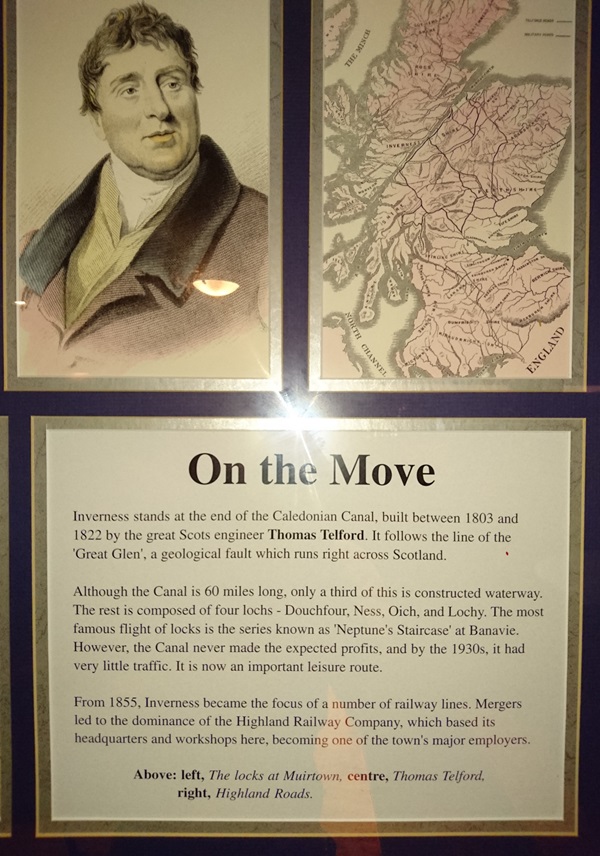 THE MINCH
INVERNESS
PERTHSHIRE
NORTH CHANNEL
ENGLAND
On the Move
Inverness stands at the end of the Caledonian Canal, built between 1803 and
1822 by the great Scots engineer Thomas Telford. It follows the line of the
'Great Glen', a geological fault which runs right across Scotland.
Although the Canal is 60 miles long, only a third of this is constructed waterway.
The rest is composed of four lochs - Douchfour, Ness, Oich, and Lochy. The most
famous flight of locks is the series known as 'Neptune's Staircase' at Banavie.
However, the Canal never made the expected profits, and by the 1930s, it had
very little traffic. It is now an important leisure route.
From 1855, Inverness became the focus of a number of railway lines. Mergers
led to the dominance of the Highland Railway Company, which based its
headquarters and workshops here, becoming one of the town's major employers.
Above: left, The locks at Muirtown, centre, Thomas Telford,
right, Highland Roads.